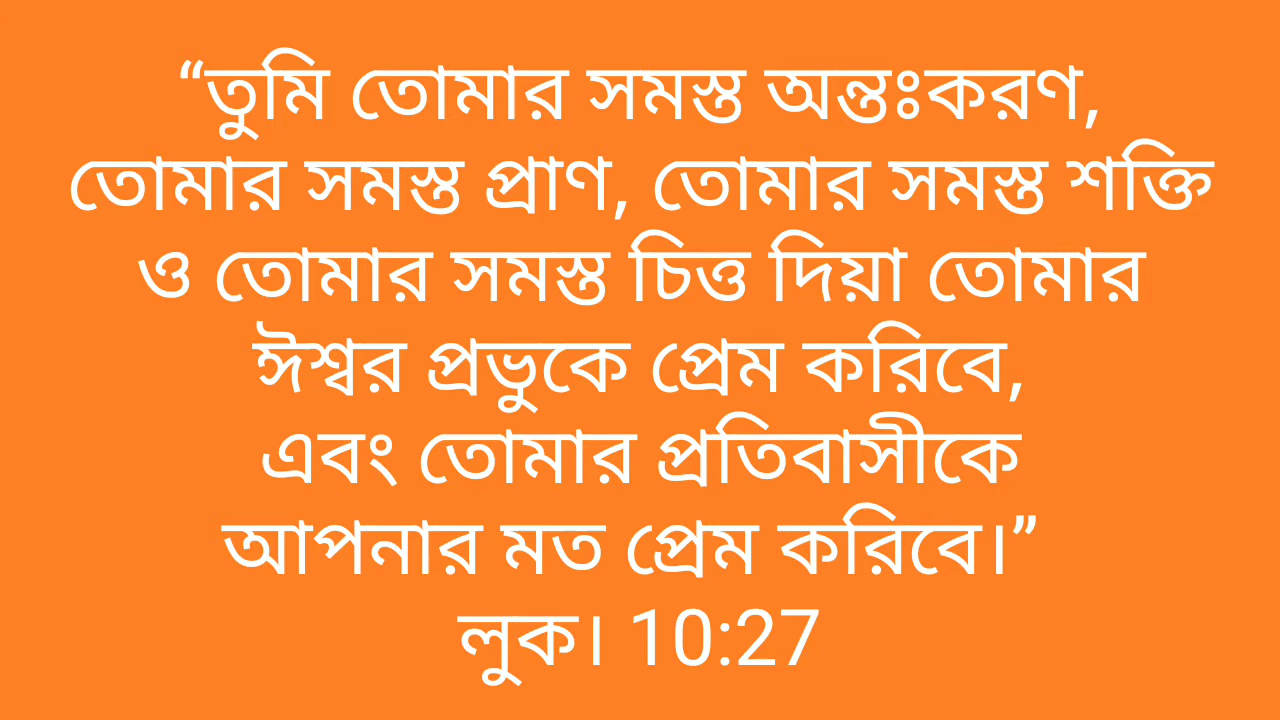 “তুমি তোমার সমস্ত অন্তঃকরণ,
তোমার সমস্ত প্রাণ, তোমার সমস্ত শক্তি
ও তোমার সমস্ত চিত্ত দিয়া তোমার
ঈশ্বর প্রভুকে প্রেম করিবে,
এবং তোমার প্রতিবাসীকে
আপনার মত প্রেম করিবে।”
লুক। 10:27